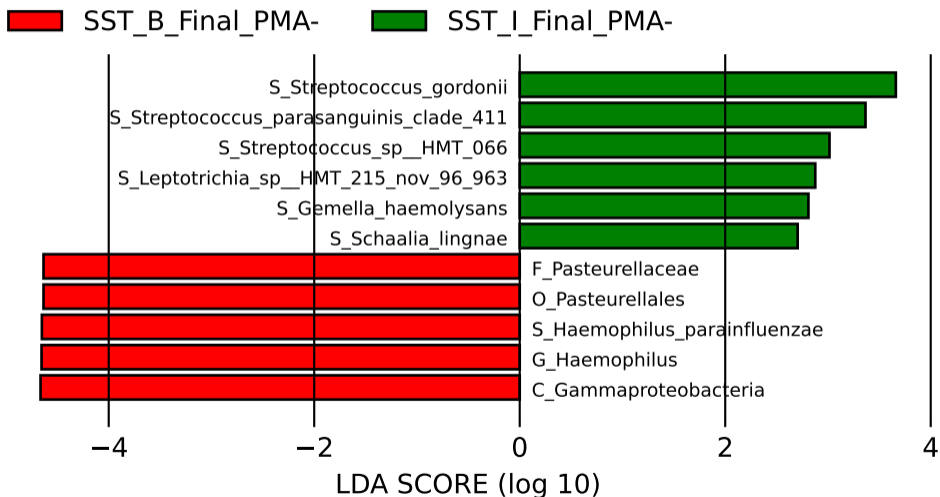 SST_B_Final_PMA- SST_I_Final_PMA-
S_Streptococcus_gordonii
S_Streptococcus_parasanguinis_clade_411
S_Streptococcus_sp__HMT_066
S_Leptotrichia_sp__HMT_215_nov_96_963
S_Gemella_haemolysans
S_Schaalia_lingnae
F_Pasteurellaceae
O_Pasteurellales
S_Haemophilus_parainfluenzae
G_Haemophilus
C_Gammaproteobacteria
−4 −2 0 2 4
LDA SCORE (log 10)